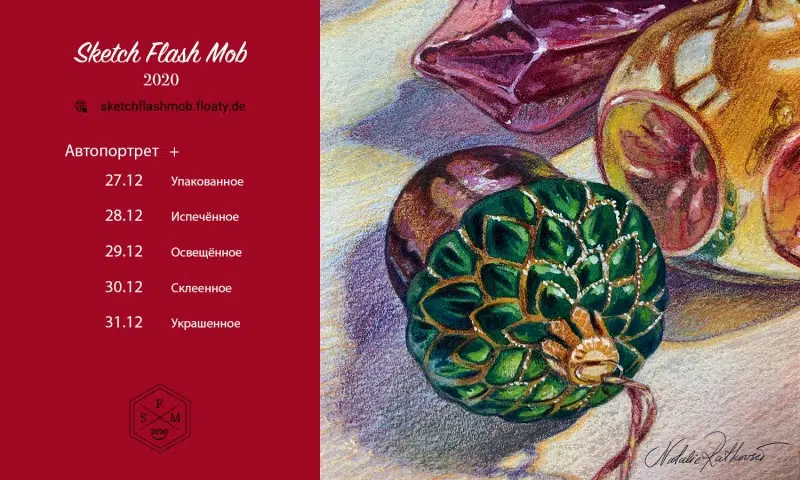 Sketch Flash Mob
2020
sketchflashmob.floaty.de
Автопортрет +
27.12 Упакованное
28.12 Испечённое
29.12 Освещённое
30.12 Склеенное
31.12 Украшенное
F
S M
2020